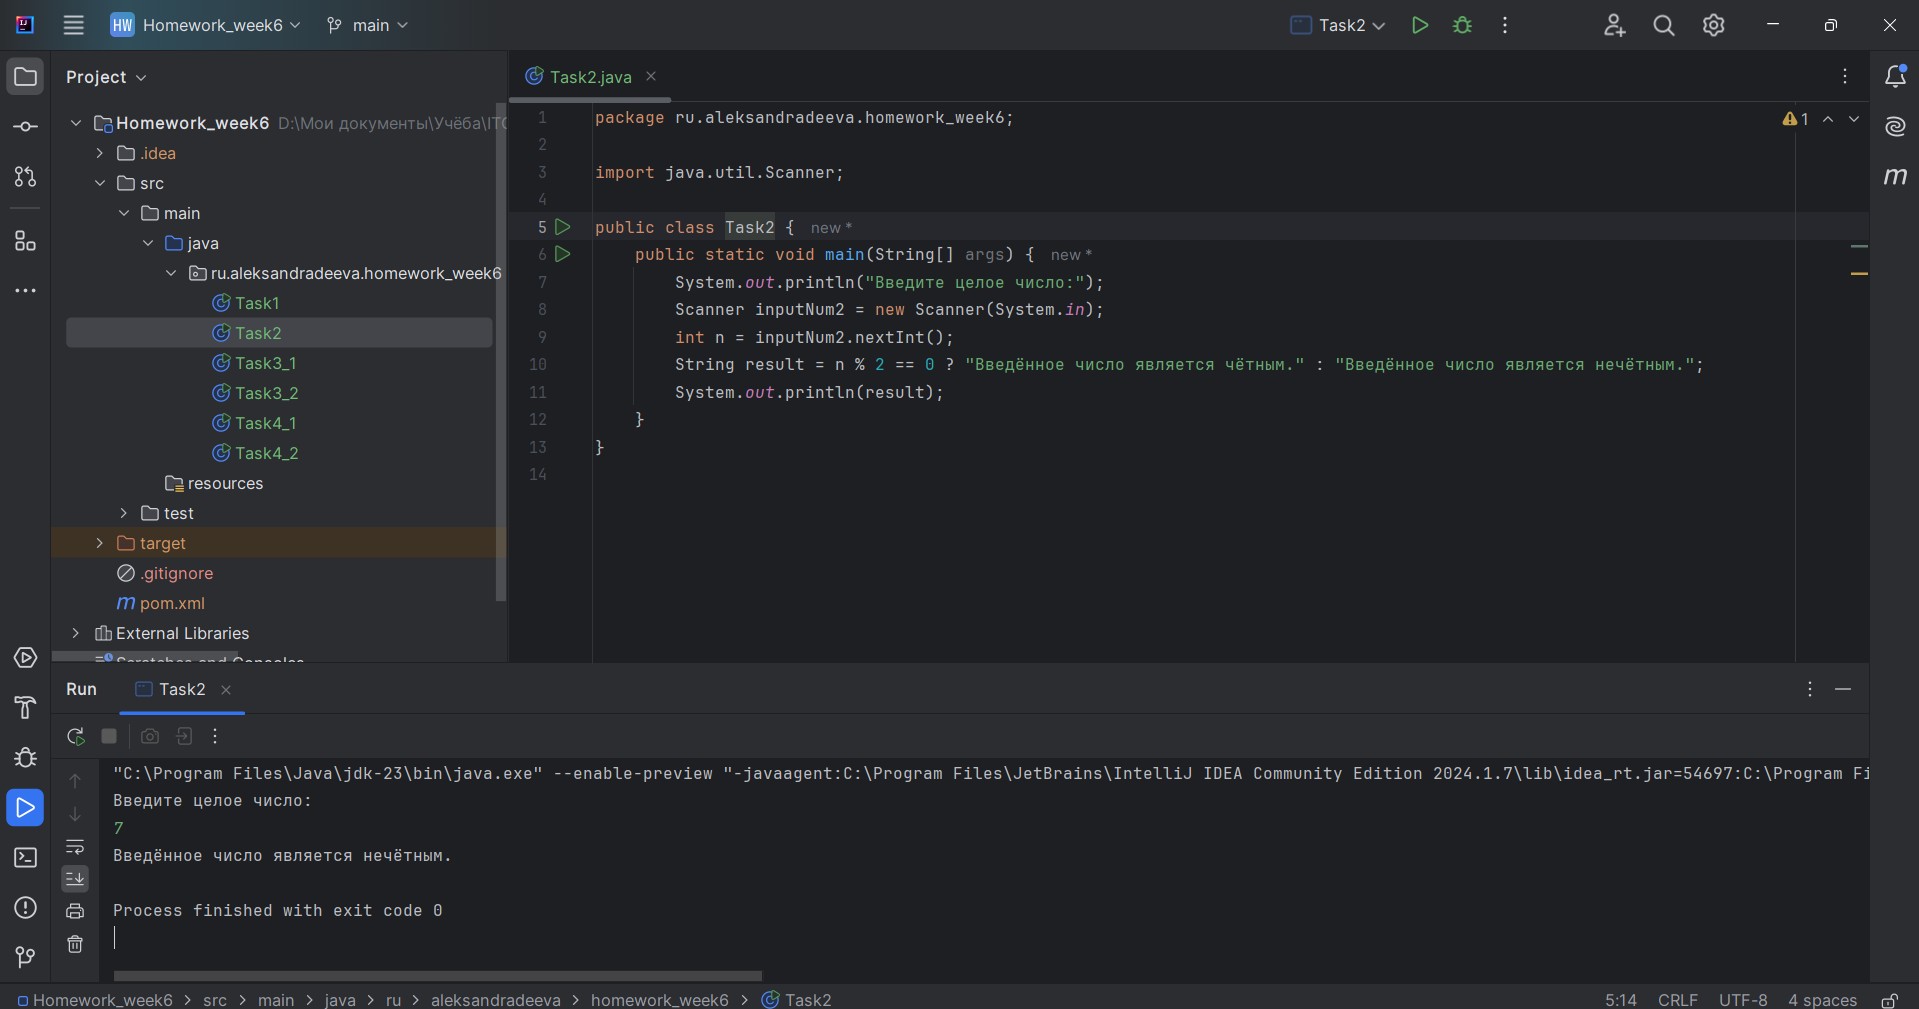 HW Homework_week6 main Task2
Project
Homework_week6 D:\Мои документы\Учёба\ITC
.idea
src
main
java
ru.aleksandradeeva.homework_week6
Task1
Task2
Task3_1
Task3_2
Task4_1
Task4_2
resources
test
target
.gitignore
m pom.xml
External Libraries
Scratches and Consoles
Task2.java
1 package ru.aleksandradeeva.homework_week6;
2
3 import java.util.Scanner;
4
5 public class Task2 { new *
6 public static void main(String[] args) { new *
7 System.out.println("Введите целое число:");
8 Scanner inputNum2 = new Scanner(System.in);
9 int n = inputNum2.nextInt();
10 String result = n % 2 == 0 ? "Введённое число является чётным." : "Введённое число является нечётным.";
11 System.out.println(result);
12 }
13 }
14
1
m
Run Task2
"C:\Program Files\Java\jdk-23\bin\java.exe" --enable-preview "-javaagent:C:\Program Files\JetBrains\IntelliJ IDEA Community Edition 2024.1.7\lib\idea_rt.jar=54697:C:\Program Fi
Введите целое число:
7
Введённое число является нечётным.
Process finished with exit code 0
Homework_week6 > src > main > java > ru > aleksandradeeva > homework_week6 > Task2 5:14 CRLF UTF-8 4 spaces